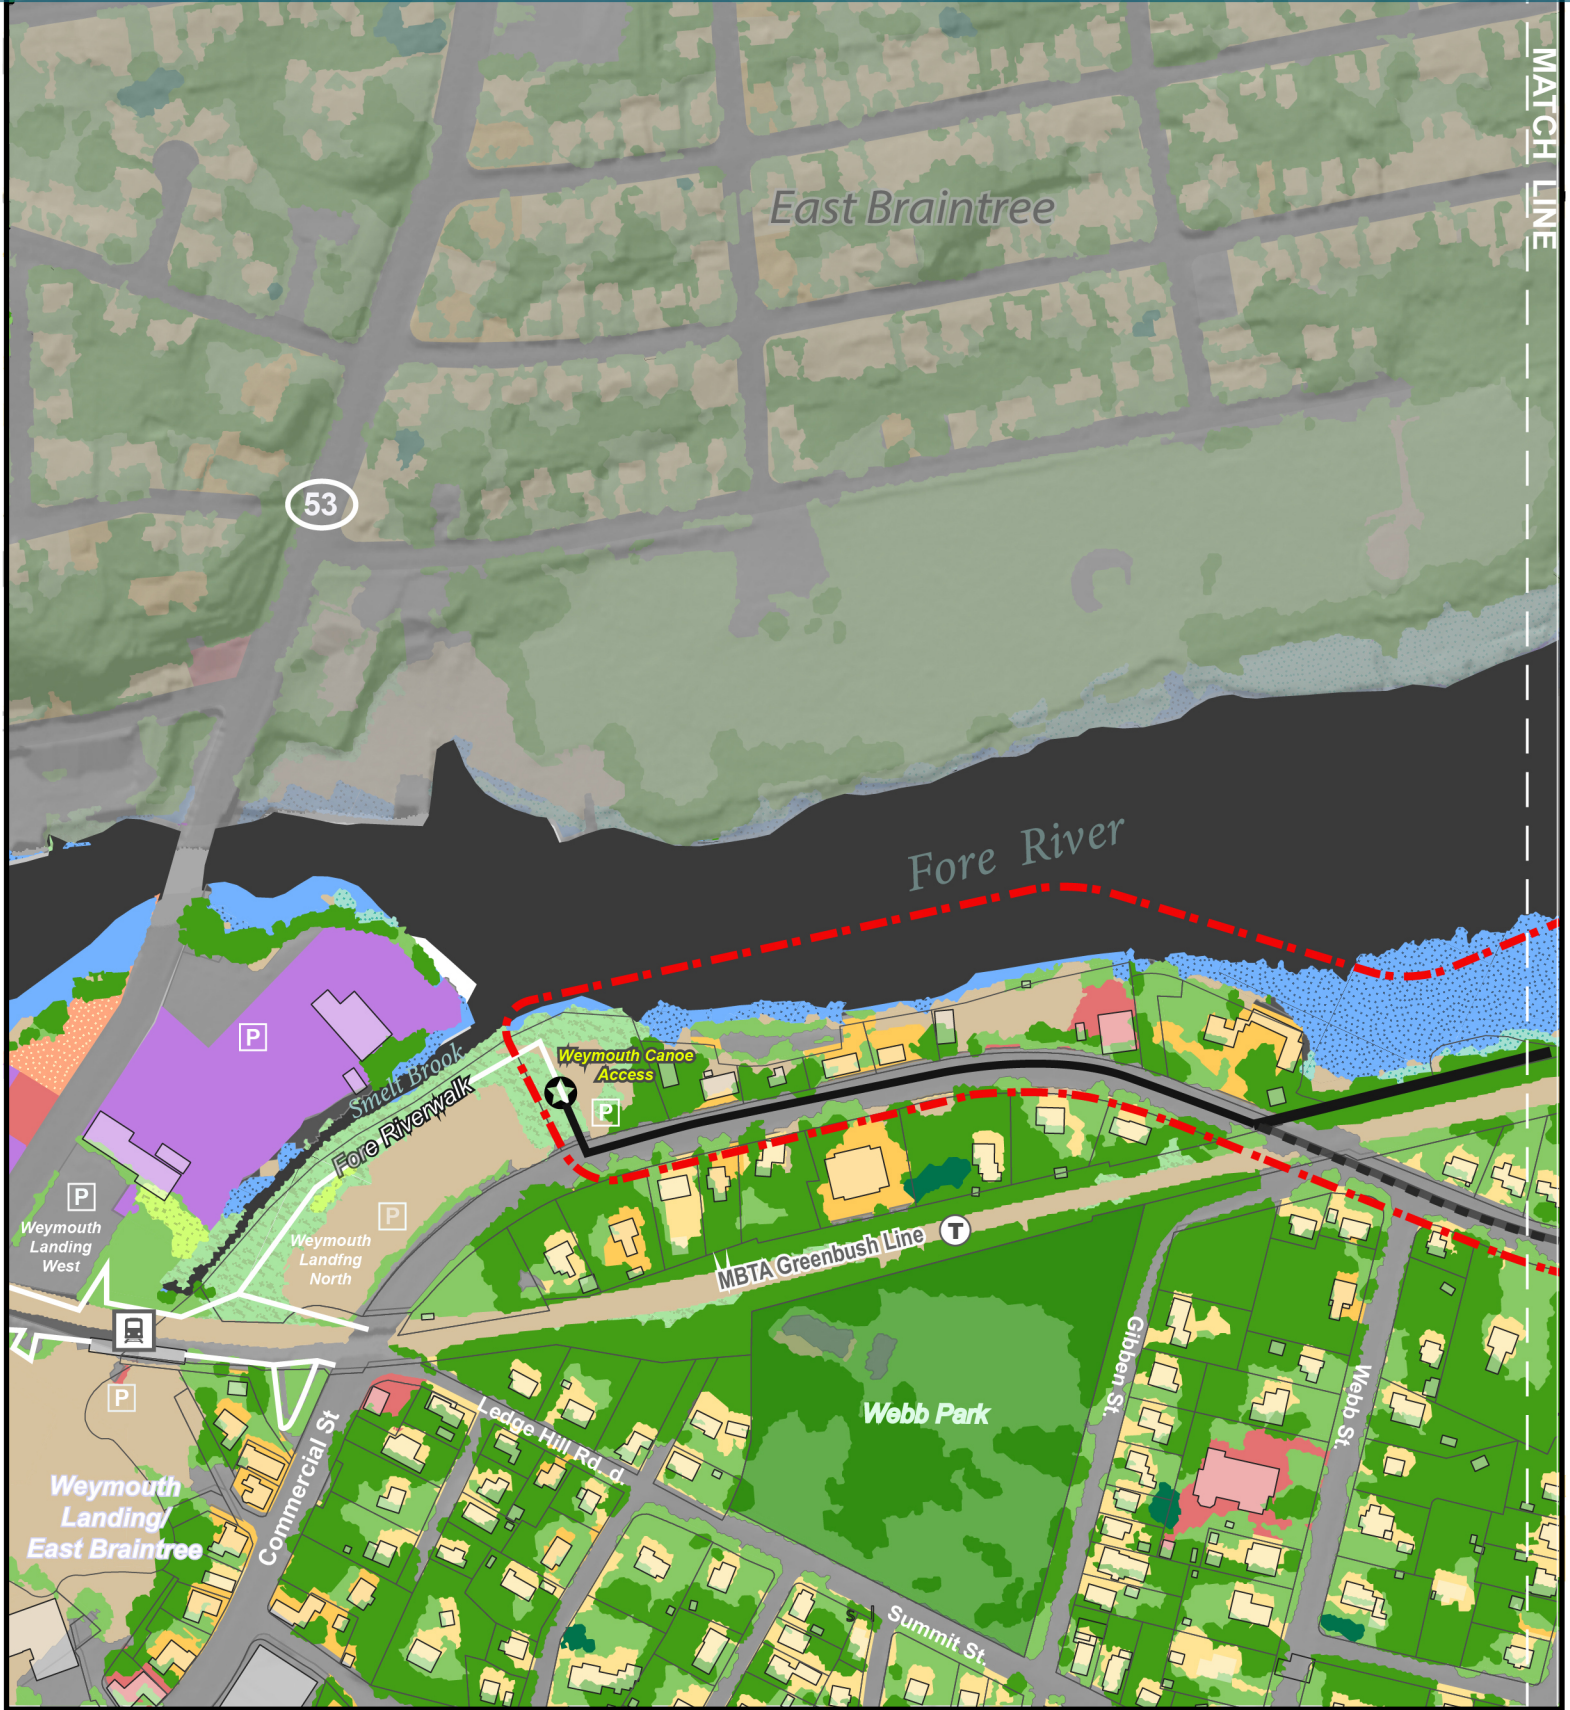 MATCH LINE
East Braintree
53
Fore River
Weymouth Canoe
Access
P
P
Smelt Brook
Fore Riverwalk
P
Weymouth
Landing
West
P
Weymouth
Landfng
North
MBTA Greenbush Line
T
P
Webb Park
Gibben St.
Webb St.
Ledge Hill Rd. d.
Commercial St
Weymouth
Landing/
East Braintree
s l
Summit St.